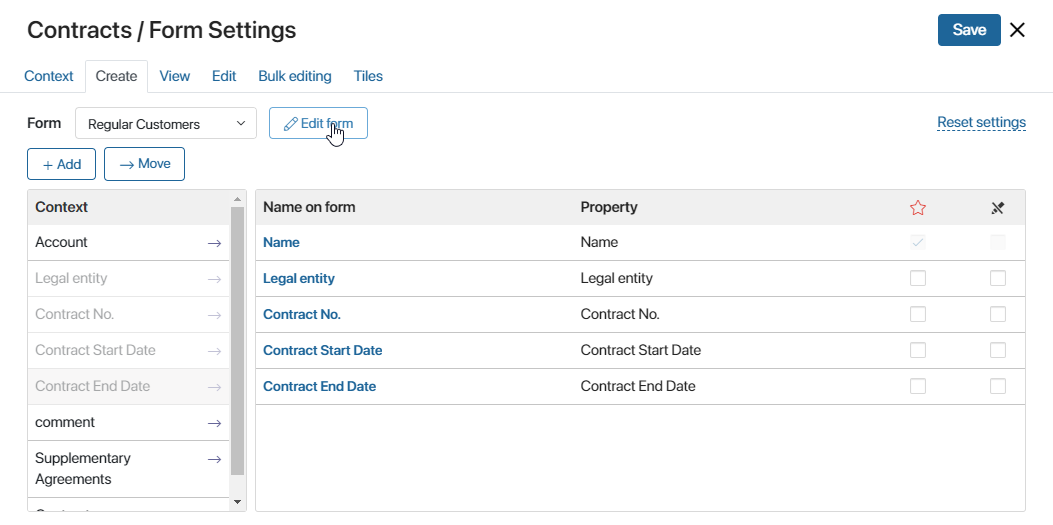 Contracts / Form Settings
Save
Context Create View Edit Bulk editing Tiles
Form Regular Customers Edit form Reset settings
+ Add → Move
Context Name on form Property
Account → Name Name
Legal entity → Legal entity Legal entity
Contract No. → Contract No. Contract No.
Contract Start Date → Contract Start Date Contract Start Date
Contract End Date → Contract End Date Contract End Date
comment →
Supplementary →
Agreements